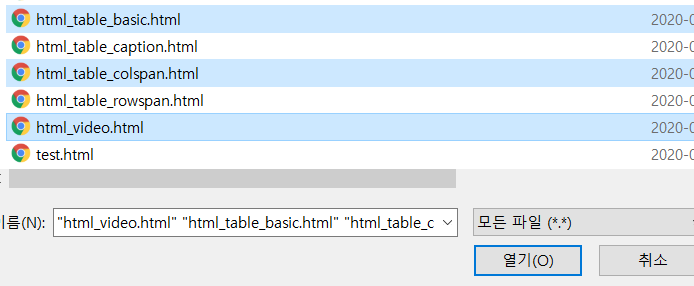 html_table_basic.html 2020-0
html_table_caption.html 2020-0
html_table_colspan.html 2020-0
html_table_rowspan.html 2020-0
html_video.html 2020-0
test.html 2020-0
이름(N): "html_video.html" "html_table_basic.html" "html_table_c 모든 파일 (*.*)
열기(O) 취소